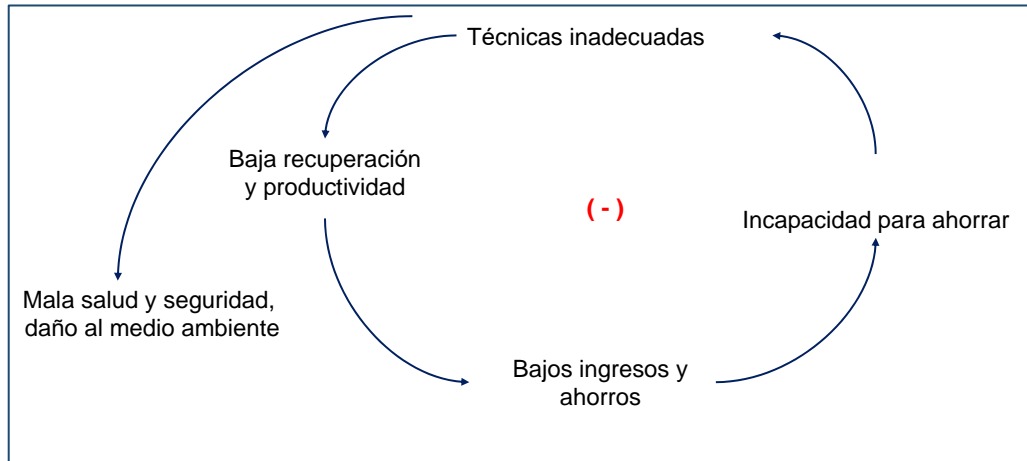 Técnicas inadecuadas
Baja recuperación
y productividad
( - )
Incapacidad para ahorrar
Mala salud y seguridad,
daño al medio ambiente
Bajos ingresos y
ahorros